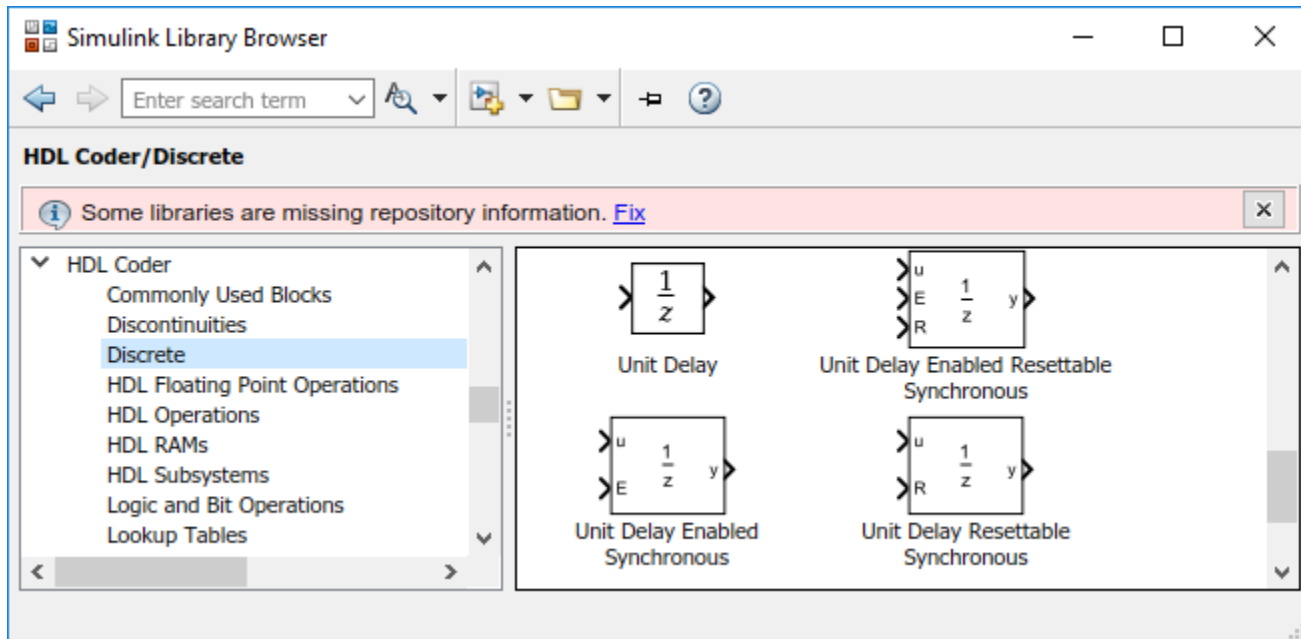 Simulink Library Browser
Enter search term
HDL Coder/Discrete
Some libraries are missing repository information. Fix
HDL Coder
Commonly Used Blocks
Discontinuities
Discrete
HDL Floating Point Operations
HDL Operations
HDL RAMs
HDL Subsystems
Logic and Bit Operations
Lookup Tables
1
z
Unit Delay
u
E
R
1
z
y
Unit Delay Enabled Resettable
Synchronous
u
E
1
z
y
Unit Delay Enabled
Synchronous
u
R
1
z
y
Unit Delay Resettable
Synchronous